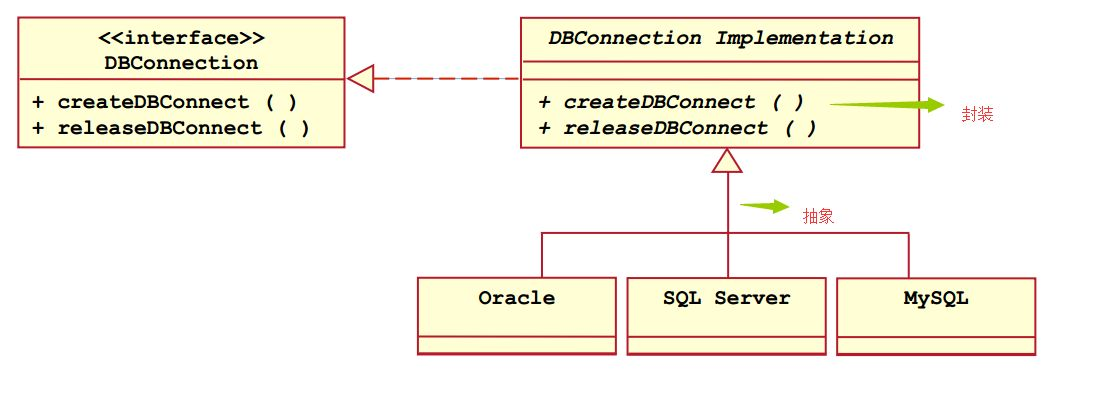 <<interface>>
DBConnection
+ createDBConnect ( )
+ releaseDBConnect ( )
DBConnection Implementation
+ createDBConnect ( )
+ releaseDBConnect ( )
封装
抽象
Oracle
SQL Server
MySQL